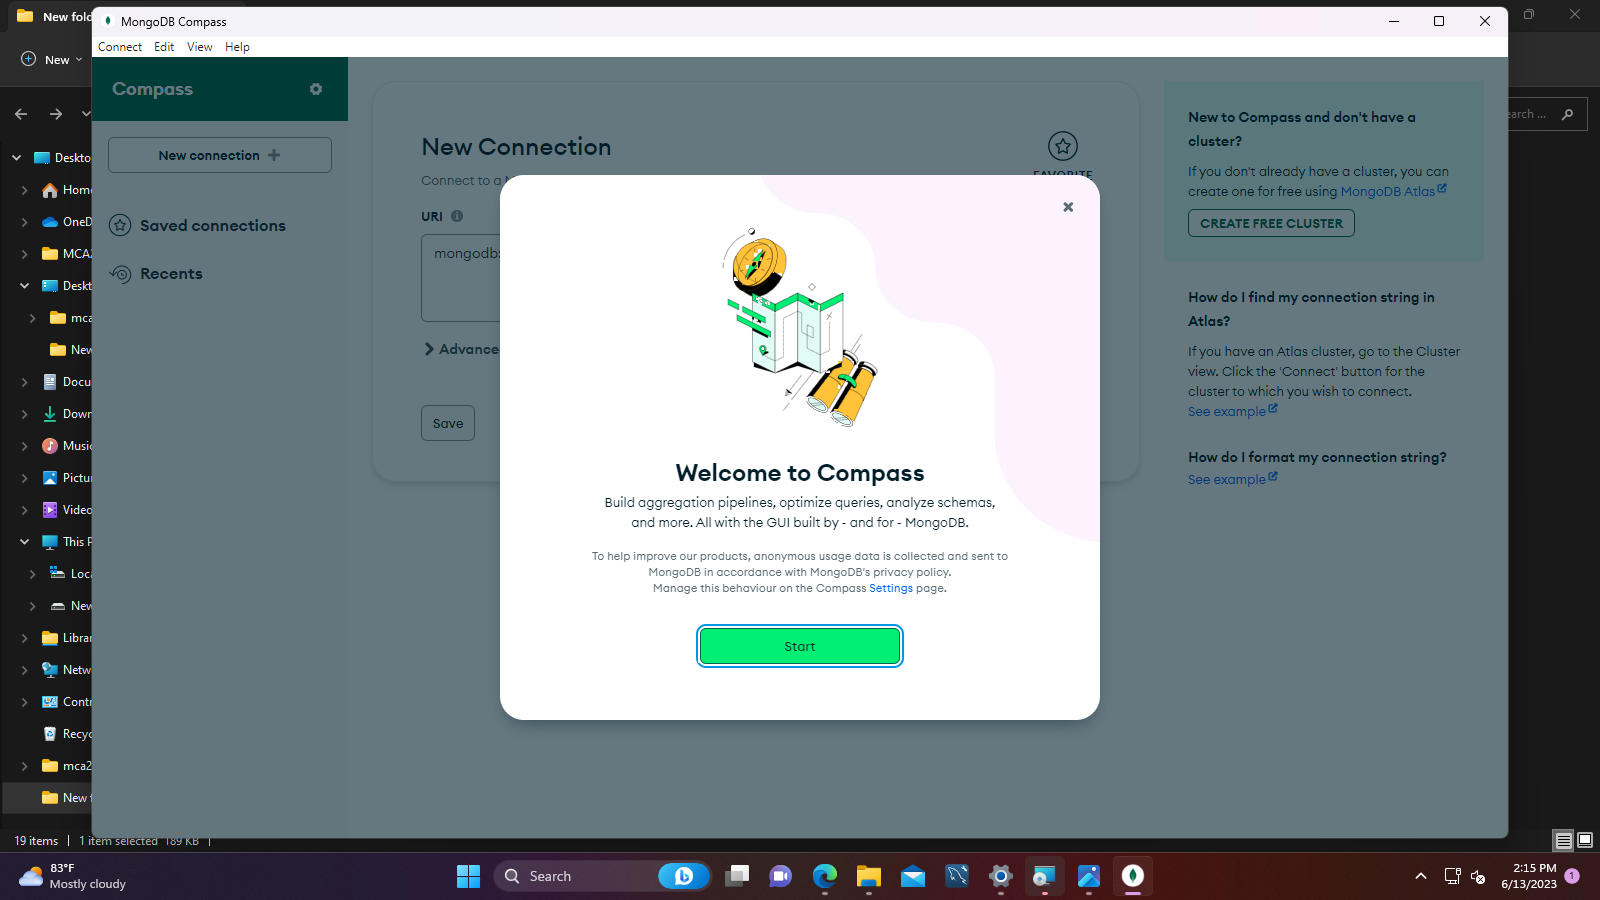 New fold
MongoDB Compass
Connect Edit View Help
New
Compass
New connection
Saved connections
Recents
New Connection
Connect to a
FAVORITE
URI
mongodb:
Advance
Save
New to Compass and don't have a
cluster?
If you don't already have a cluster, you can
create one for free using MongoDB Atlas
CREATE FREE CLUSTER
How do I find my connection string in
Atlas?
If you have an Atlas cluster, go to the Cluster
view. Click the 'Connect' button for the
cluster to which you wish to connect.
See example
How do I format my connection string?
See example
Welcome to Compass
Build aggregation pipelines, optimize queries, analyze schemas,
and more. All with the GUI built by - and for - MongoDB.
To help improve our products, anonymous usage data is collected and sent to
MongoDB in accordance with MongoDB's privacy policy.
Manage this behaviour on the Compass Settings page.
Start
earch ...
Deskto
Home
OneD
MCA2
Deskt
mca
New
Docu
Down
Music
Pictu
Video
This P
Loca
New
Librar
Netw
Contr
Recyc
mca2
New f
19 items
1 item selected 189 KB
83°F
Mostly cloudy
Search
2:15 PM
6/13/2023
1